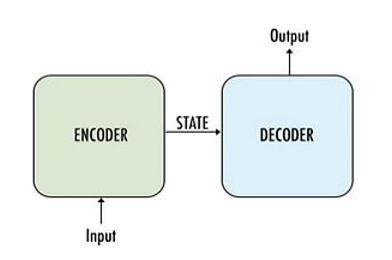 Output
ENCODER
STATE
DECODER
Input